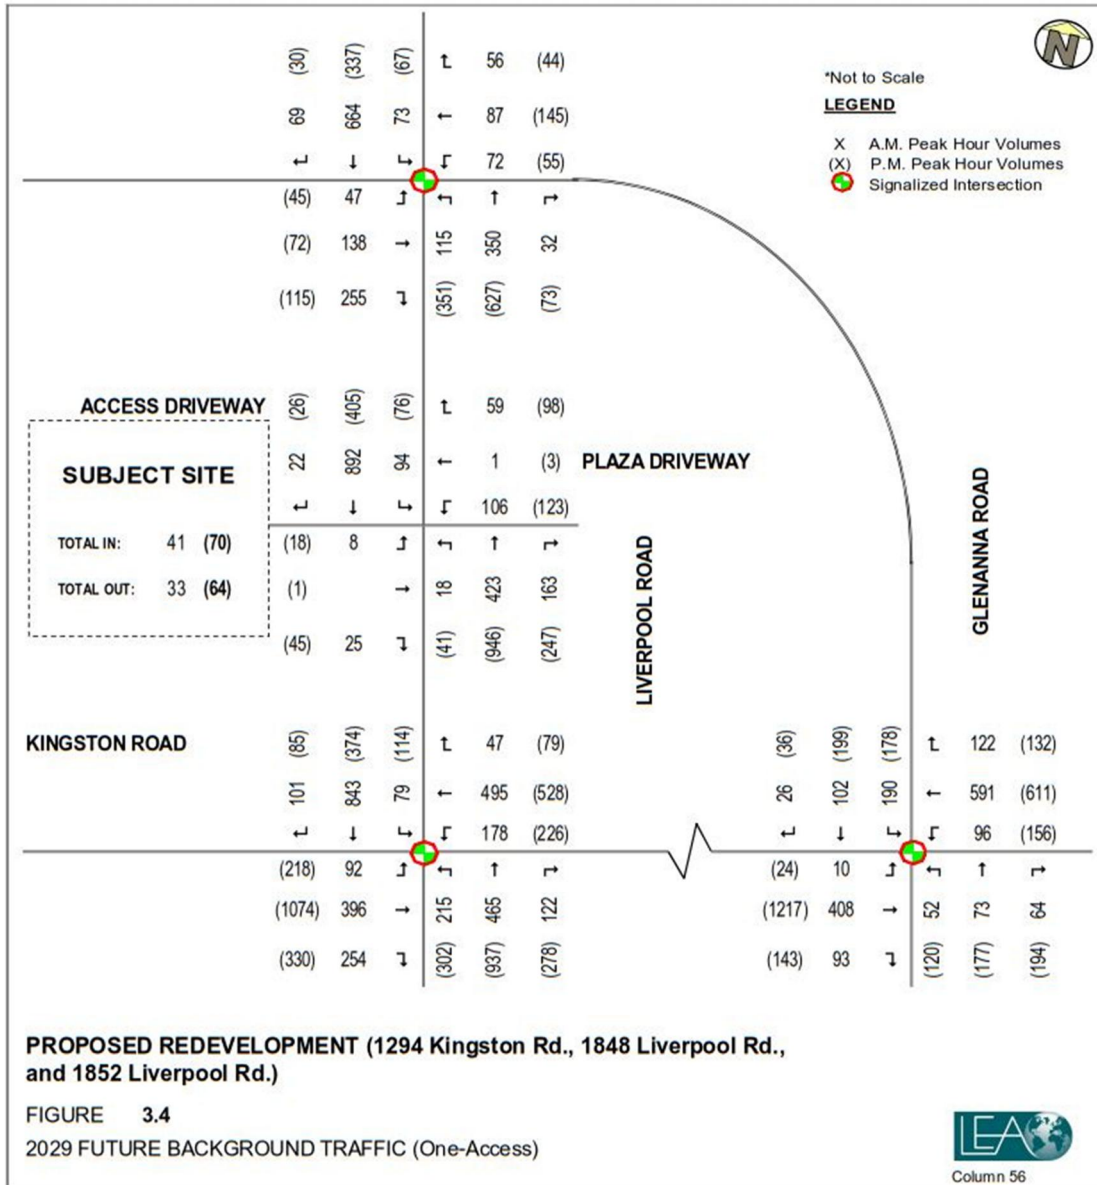 (30) (337) (67) 56 (44)
69 664 73 87 (145)
72 (55)
(45) 47
(72) 138 115 350 32
(115) 255 (351) (627) (73)
N
*Not to Scale
LEGEND
X A.M. Peak Hour Volumes
(X) P.M. Peak Hour Volumes
Signalized Intersection
ACCESS DRIVEWAY (26) (405) (76) 59 (98)
22 892 94 1 (3) PLAZA DRIVEWAY
106 (123)
SUBJECT SITE
TOTAL IN: 41 (70)
TOTAL OUT: 33 (64)
(18) 8
(1) 18 423 163
(45) 25 (41) (946) (247)
LIVERPOOL ROAD
GLENANNA ROAD
KINGSTON ROAD (85) (374) (114) 47 (79)
101 843 79 495 (528)
178 (226)
(218) 92
(1074) 396 215 465 122
(330) 254 (302) (937) (278)
(36) (199) (178) 122 (132)
26 102 190 591 (611)
96 (156)
(24) 10
(1217) 408 52 73 64
(143) 93 (120) (177) (194)
PROPOSED REDEVELOPMENT (1294 Kingston Rd., 1848 Liverpool Rd.,
and 1852 Liverpool Rd.)
FIGURE 3.4
2029 FUTURE BACKGROUND TRAFFIC (One-Access)
LEA
Column 56